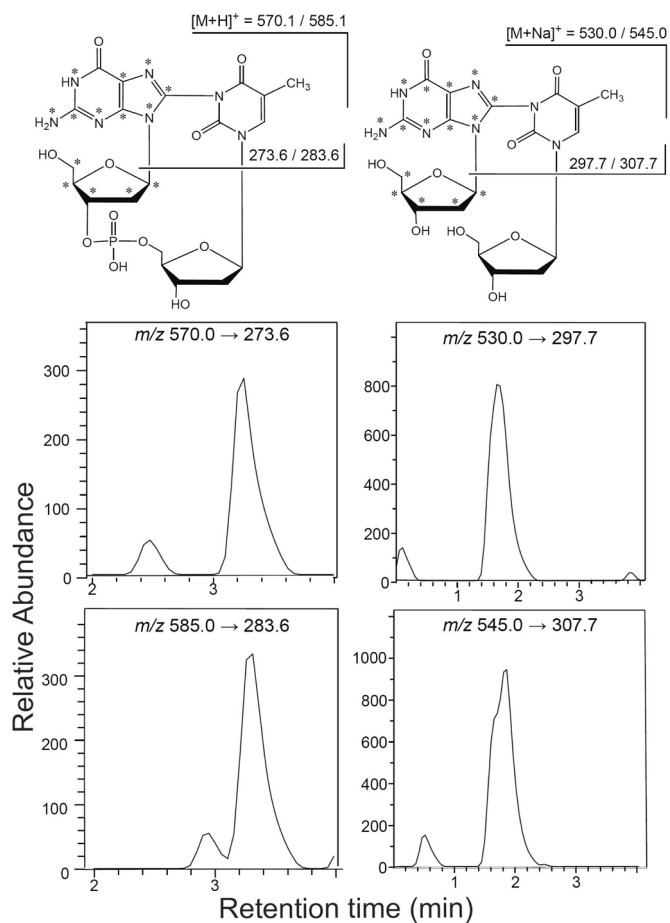 [M+H]⁺ = 570.1 / 585.1
O
*
NH
*
*
N
*
H₂N
*
N
*
N
*
O
N
O
N
CH₃
273.6 / 283.6
HO
*
O
*
O
O
P
OH
O
O
HO
[M+Na]⁺ = 530.0 / 545.0
O
*
NH
*
*
N
*
H₂N
*
N
*
N
*
O
N
O
N
CH₃
297.7 / 307.7
HO
*
O
*
OH
HO
O
OH
m/z 570.0 → 273.6
300
200
100
0
2
3
m/z 530.0 → 297.7
800
600
400
200
0
1
2
3
m/z 585.0 → 283.6
300
200
100
0
2
3
m/z 545.0 → 307.7
1000
800
600
400
200
0
1
2
3
Relative Abundance
Retention time (min)